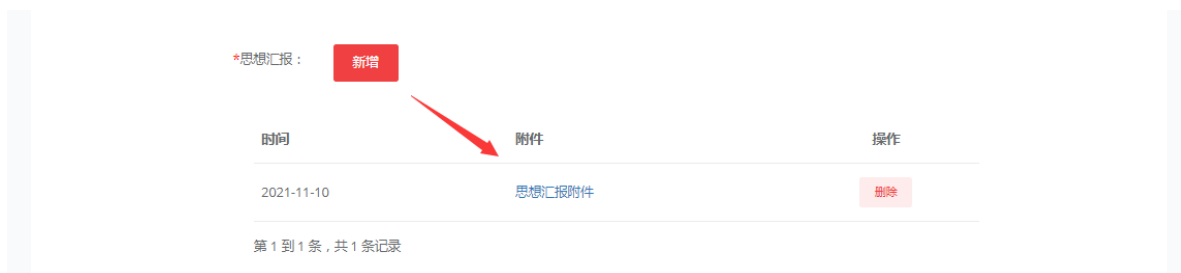 *思想汇报： 新增
时间 附件 操作
2021-11-10 思想汇报附件 删除
第 1 到 1 条，共 1 条记录